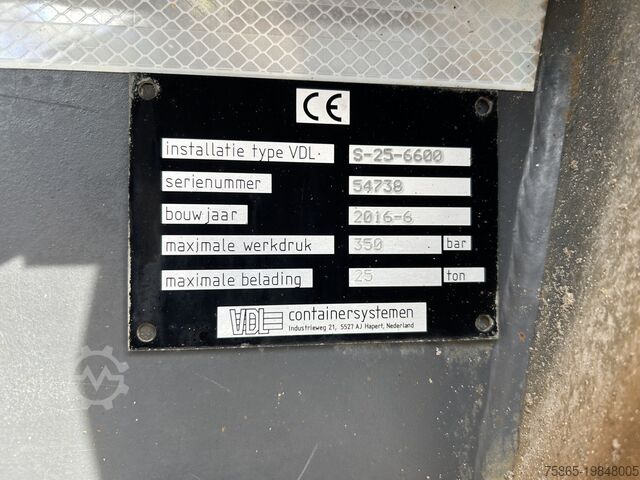 CE
installatie type VDL· S-25-6600
serienummer 54738
bouwjaar 2016-6
maximale werkdruk 350 bar
maximale belading 25 ton
VDL containersystemen
Industrieweg 21, 5527 AJ Hapert, Nederland
75365-19848005